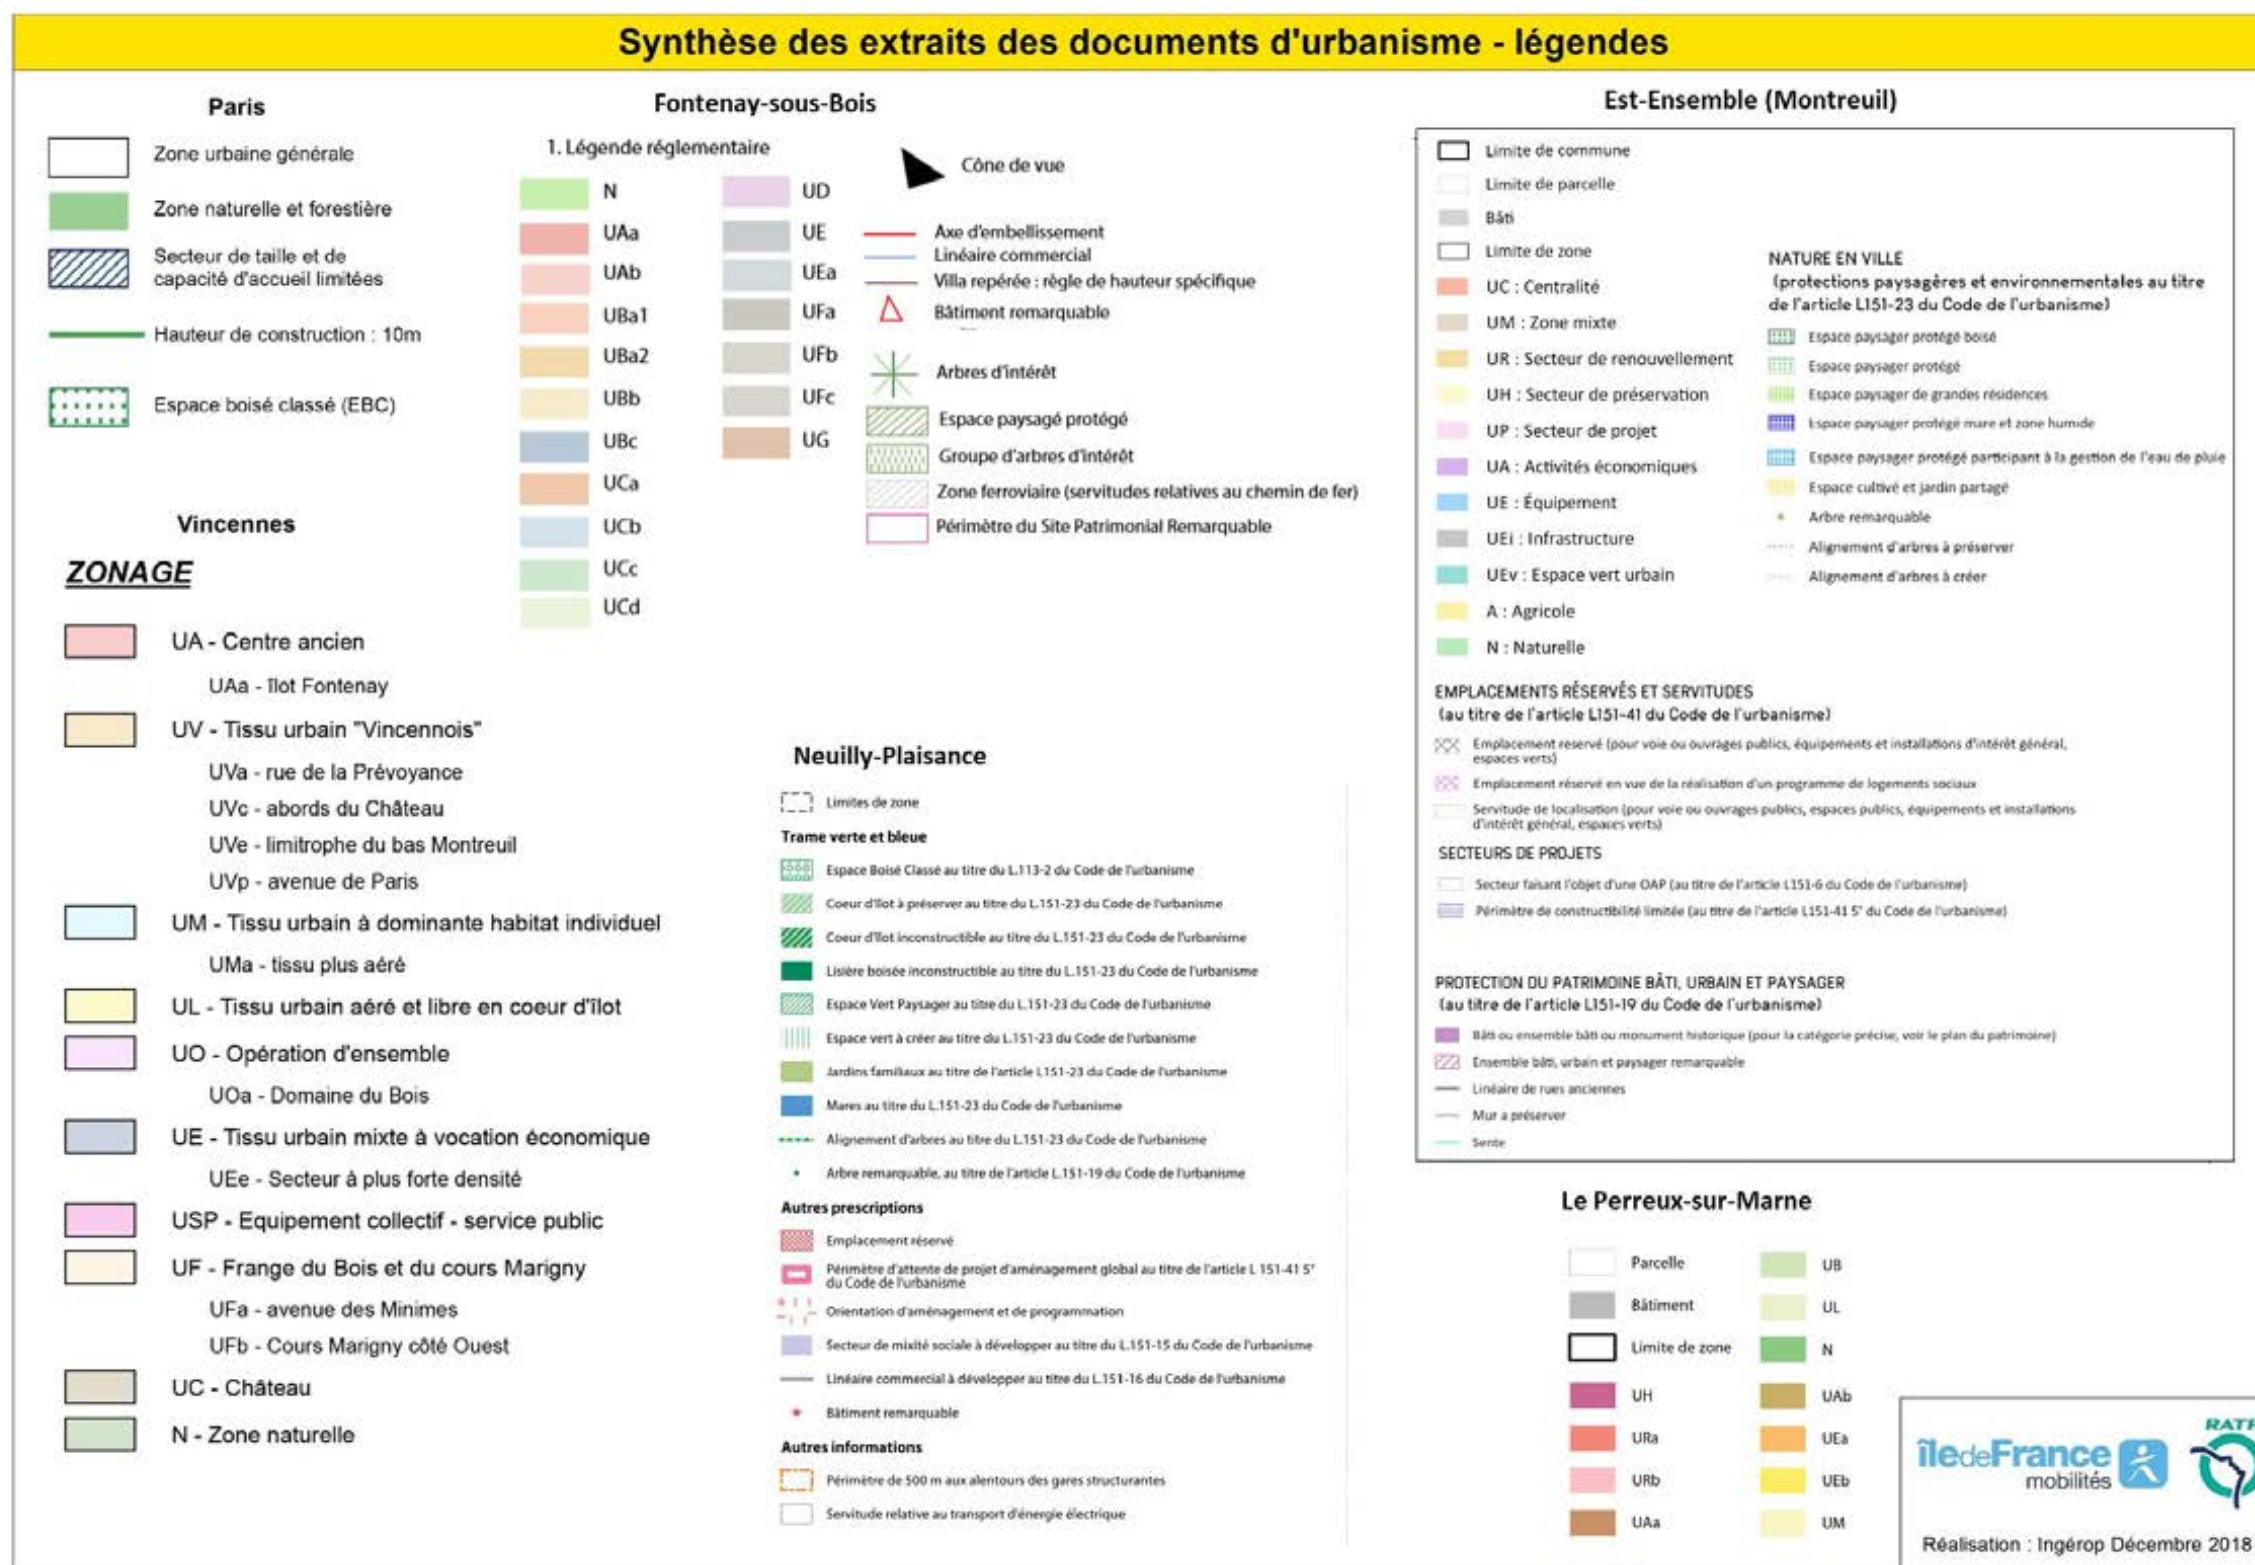 Synthèse des extraits des documents d'urbanisme - légendes
Paris
Zone urbaine générale
Zone naturelle et forestière
Secteur de taille et de
capacité d'accueil limitées
Hauteur de construction : 10m
Espace boisé classé (EBC)
Vincennes
ZONAGE
UA - Centre ancien
UAa - îlot Fontenay
UV - Tissu urbain "Vincennois"
UVa - rue de la Prévoyance
UVc - abords du Château
UVe - limitrophe du bas Montreuil
UVp - avenue de Paris
UM - Tissu urbain à dominante habitat individuel
UMa - tissu plus aéré
UL - Tissu urbain aéré et libre en coeur d'îlot
UO - Opération d'ensemble
UOa - Domaine du Bois
UE - Tissu urbain mixte à vocation économique
UEe - Secteur à plus forte densité
USP - Equipement collectif - service public
UF - Frange du Bois et du cours Marigny
UFa - avenue des Minimes
UFb - Cours Marigny côté Ouest
UC - Château
N - Zone naturelle
Fontenay-sous-Bois
1. Légende réglementaire
N
UAa
UAb
UBa1
UBa2
UBb
UBc
UCa
UCb
UCc
UCd
UD
UE
UEa
UFa
UFb
UFc
UG
Cône de vue
Axe d'embellissement
Linéaire commercial
Villa repérée : règle de hauteur spécifique
Bâtiment remarquable
Arbres d'intérêt
Espace paysagé protégé
Groupe d'arbres d'intérêt
Zone ferroviaire (servitudes relatives au chemin de fer)
Périmètre du Site Patrimonial Remarquable
Neuilly-Plaisance
Limites de zone
Trame verte et bleue
Espace Boisé Classé au titre du L.113-2 du Code de l'urbanisme
Coeur d'îlot à préserver au titre du L.151-23 du Code de l'urbanisme
Coeur d'îlot inconstructible au titre du L.151-23 du Code de l'urbanisme
Lisière boisée inconstructible au titre du L.151-23 du Code de l'urbanisme
Espace Vert Paysager au titre du L.151-23 du Code de l'urbanisme
Espace vert à créer au titre du L.151-23 du Code de l'urbanisme
Jardins familiaux au titre de l'article L.151-23 du Code de l'urbanisme
Mares au titre du L.151-23 du Code de l'urbanisme
Alignement d'arbres au titre du L.151-23 du Code de l'urbanisme
Arbre remarquable, au titre de l'article L.151-19 du Code de l'urbanisme
Autres prescriptions
Emplacement réservé
Périmètre d'attente de projet d'aménagement global au titre de l'article L 151-41 5°
du Code de l'urbanisme
Orientation d'aménagement et de programmation
Secteur de mixité sociale à développer au titre du L.151-15 du Code de l'urbanisme
Linéaire commercial à développer au titre du L.151-16 du Code de l'urbanisme
Bâtiment remarquable
Autres informations
Périmètre de 500 m aux alentours des gares structurantes
Servitude relative au transport d'énergie électrique
Est-Ensemble (Montreuil)
Limite de commune
Limite de parcelle
Bâti
Limite de zone
UC : Centralité
UM : Zone mixte
UR : Secteur de renouvellement
UH : Secteur de préservation
UP : Secteur de projet
UA : Activités économiques
UE : Équipement
UEi : Infrastructure
UEv : Espace vert urbain
A : Agricole
N : Naturelle
NATURE EN VILLE
(protections paysagères et environnementales au titre
de l'article L151-23 du Code de l'urbanisme)
Espace paysager protégé boisé
Espace paysager protégé
Espace paysager de grandes résidences
Espace paysager protégé mare et zone humide
Espace paysager protégé participant à la gestion de l'eau de pluie
Espace cultivé et jardin partagé
Arbre remarquable
Alignement d'arbres à préserver
Alignement d'arbres à créer
EMPLACEMENTS RÉSERVÉS ET SERVITUDES
(au titre de l'article L151-41 du Code de l'urbanisme)
Emplacement reservé (pour voie ou ouvrages publics, équipements et installations d'intérêt général,
espaces verts)
Emplacement réservé en vue de la réalisation d'un programme de logements sociaux
Servitude de localisation (pour voie ou ouvrages publics, espaces publics, équipements et installations
d'intérêt général, espaces verts)
SECTEURS DE PROJETS
Secteur faisant l'objet d'une OAP (au titre de l'article L151-6 du Code de l'urbanisme)
Périmètre de constructibilité limitée (au titre de l'article L151-41 5° du Code de l'urbanisme)
PROTECTION DU PATRIMOINE BÂTI, URBAIN ET PAYSAGER
(au titre de l'article L151-19 du Code de l'urbanisme)
Bâti ou ensemble bâti ou monument historique (pour la catégorie précise, voir le plan du patrimoine)
Ensemble bâti, urbain et paysager remarquable
Linéaire de rues anciennes
Mur a préserver
Sente
Le Perreux-sur-Marne
Parcelle
Bâtiment
Limite de zone
UH
URa
URb
UAa
UB
UL
N
UAb
UEa
UEb
UM
îledeFrance
mobilités
RATP
Réalisation : Ingérop Décembre 2018